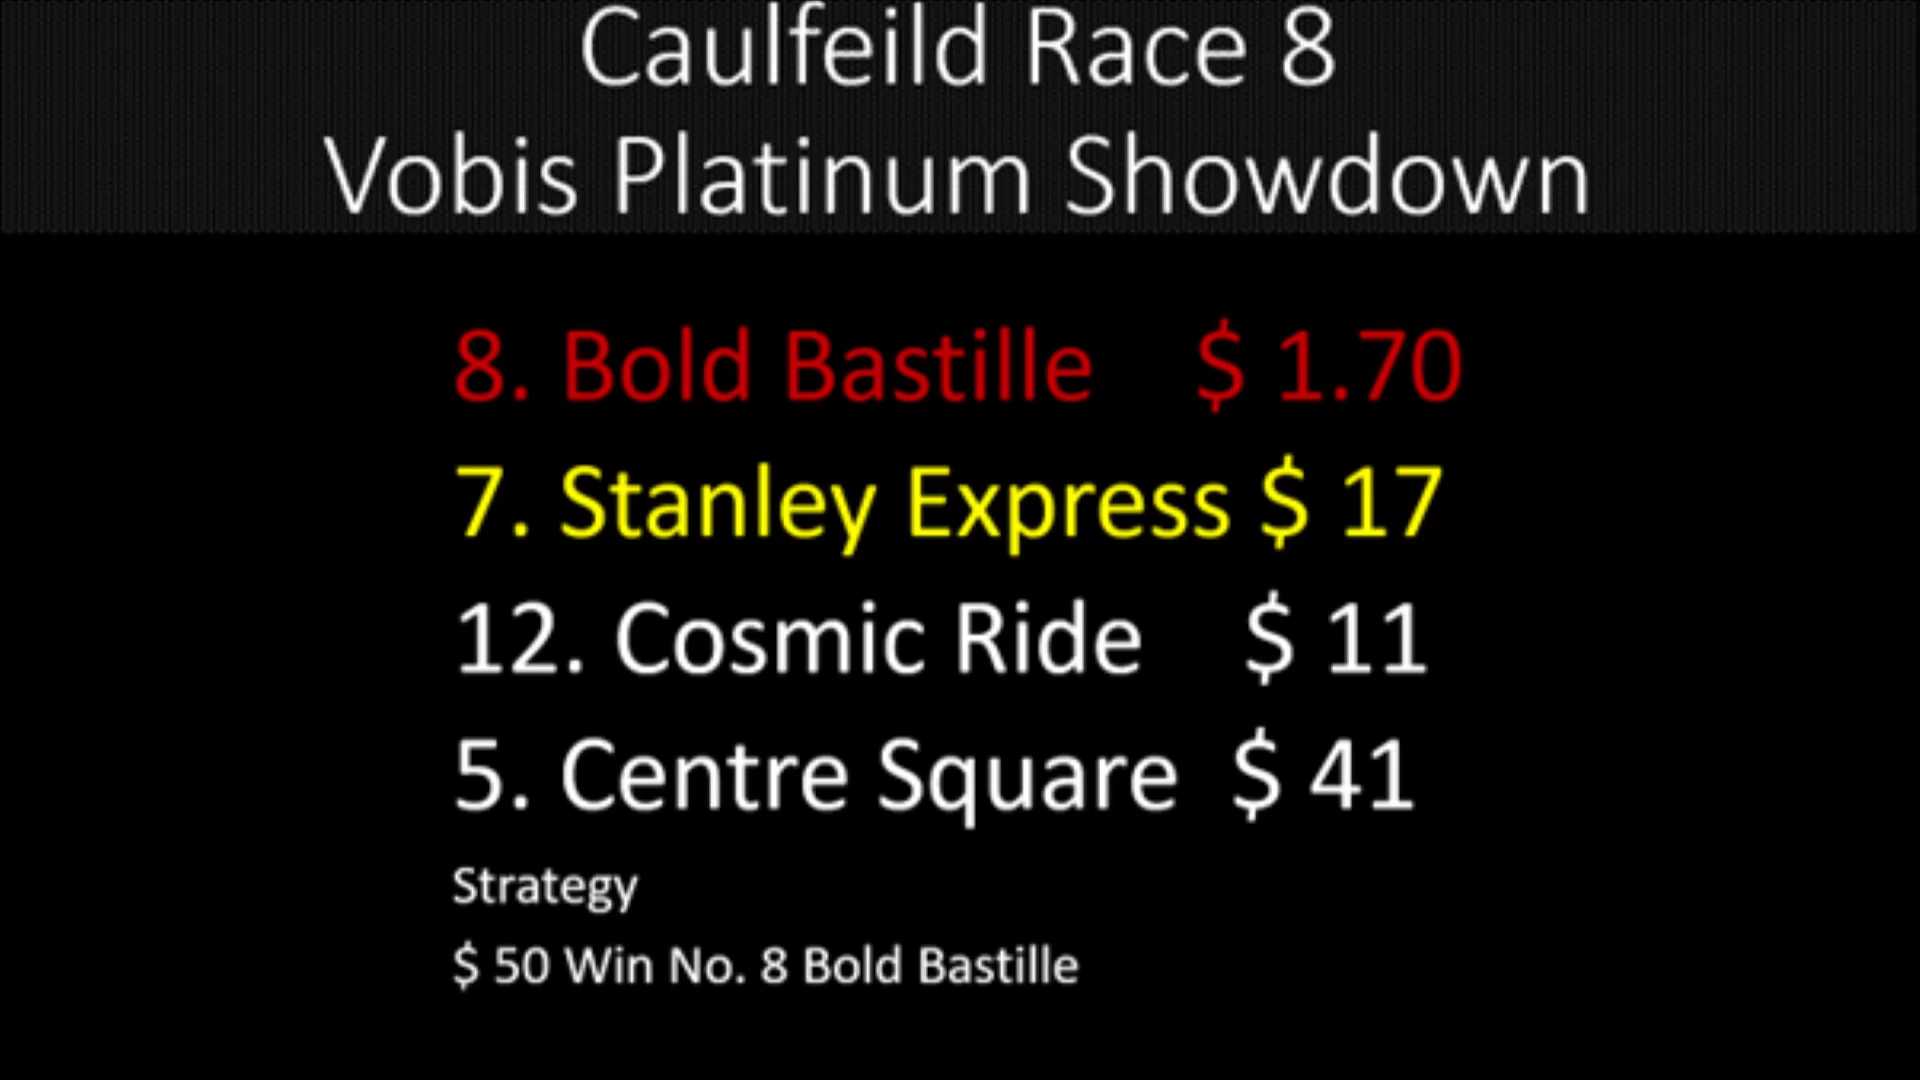 Caulfeild Race 8
Vobis Platinum Showdown
8. Bold Bastille $ 1.70
7. Stanley Express $ 17
12. Cosmic Ride $ 11
5. Centre Square $ 41
Strategy
$ 50 Win No. 8 Bold Bastille